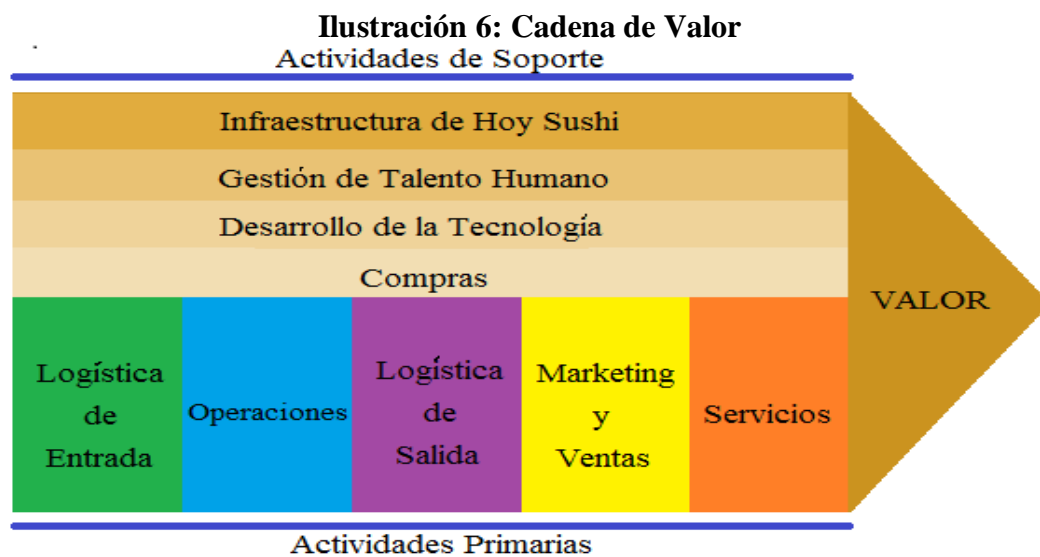 Ilustración 6: Cadena de Valor
Actividades de Soporte
Infraestructura de Hoy Sushi
Gestión de Talento Humano
Desarrollo de la Tecnología
Compras
Logística
de
Entrada
Operaciones
Logística
de
Salida
Marketing
y
Ventas
Servicios
VALOR
Actividades Primarias